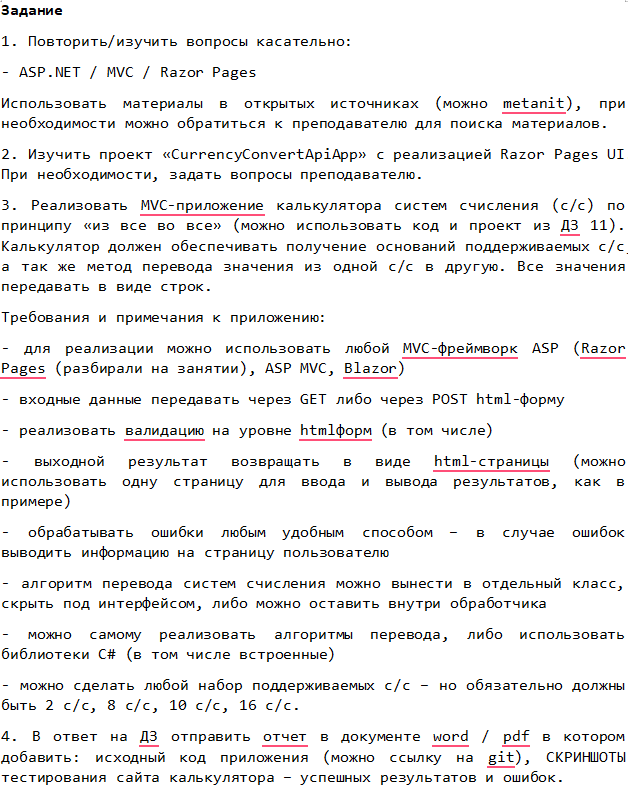 Задание
1. Повторить/изучить вопросы касательно:
- ASP.NET / MVC / Razor Pages
Использовать материалы в открытых источниках (можно metanit), при
необходимости можно обратиться к преподавателю для поиска материалов.
2. Изучить проект «CurrencyConvertApiApp» с реализацией Razor Pages UI
При необходимости, задать вопросы преподавателю.
3. Реализовать MVC-приложение калькулятора систем счисления (с/с) по
принципу «из все во все» (можно использовать код и проект из ДЗ 11).
Калькулятор должен обеспечивать получение оснований поддерживаемых с/с,
а так же метод перевода значения из одной с/с в другую. Все значения
передавать в виде строк.
Требования и примечания к приложению:
- для реализации можно использовать любой MVC-фреймворк ASP (Razor
Pages (разбирали на занятии), ASP MVC, Blazor)
- входные данные передавать через GET либо через POST html-форму
- реализовать валидацию на уровне htmlформ (в том числе)
- выходной результат возвращать в виде html-страницы (можно
использовать одну страницу для ввода и вывода результатов, как в
примере)
- обрабатывать ошибки любым удобным способом – в случае ошибок
выводить информацию на страницу пользователю
- алгоритм перевода систем счисления можно вынести в отдельный класс,
скрыть под интерфейсом, либо можно оставить внутри обработчика
- можно самому реализовать алгоритмы перевода, либо использовать
библиотеки C# (в том числе встроенные)
- можно сделать любой набор поддерживаемых с/с – но обязательно должны
быть 2 с/с, 8 с/с, 10 с/с, 16 с/с.
4. В ответ на ДЗ отправить отчет в документе word / pdf в котором
добавить: исходный код приложения (можно ссылку на git), СКРИНШОТЫ
тестирования сайта калькулятора – успешных результатов и ошибок.